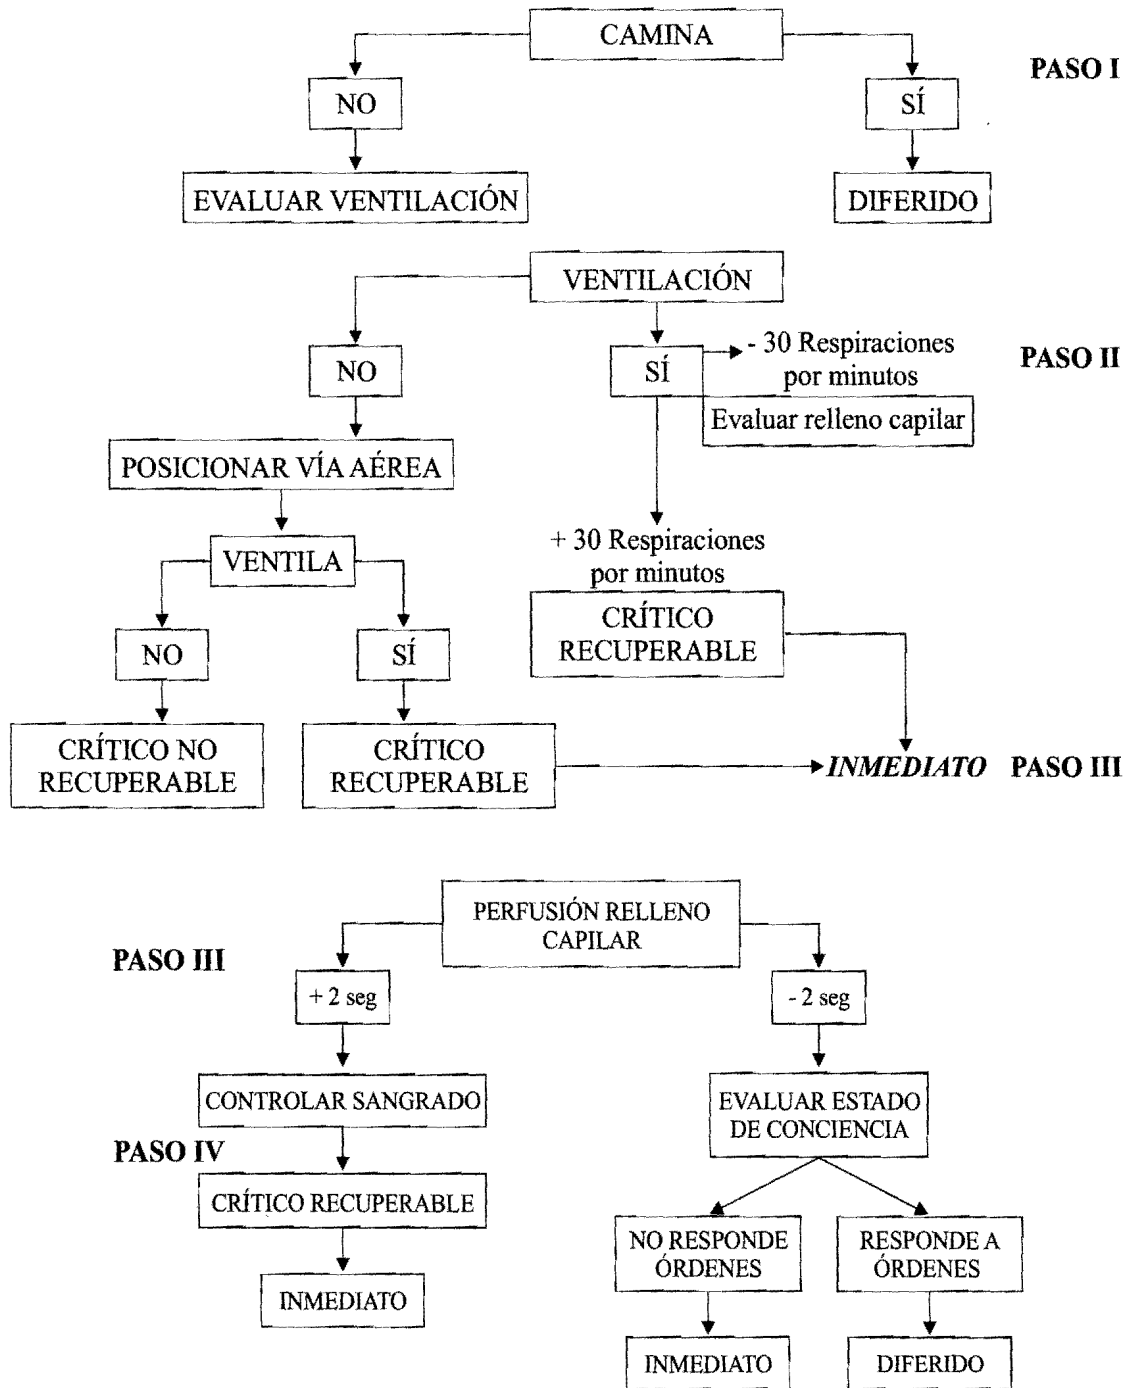 CAMINA
PASO I
NO
SÍ
EVALUAR VENTILACIÓN
DIFERIDO
VENTILACIÓN
NO
SÍ
- 30 Respiraciones
por minutos
PASO II
Evaluar relleno capilar
POSICIONAR VÍA AÉREA
VENTILA
+ 30 Respiraciones
por minutos
NO
SÍ
CRÍTICO
RECUPERABLE
CRÍTICO NO
RECUPERABLE
CRÍTICO
RECUPERABLE
INMEDIATO
PASO III
PERFUSIÓN RELLENO
CAPILAR
PASO III
+ 2 seg
- 2 seg
CONTROLAR SANGRADO
EVALUAR ESTADO
DE CONCIENCIA
PASO IV
CRÍTICO RECUPERABLE
NO RESPONDE
ÓRDENES
RESPONDE A
ÓRDENES
INMEDIATO
INMEDIATO
DIFERIDO